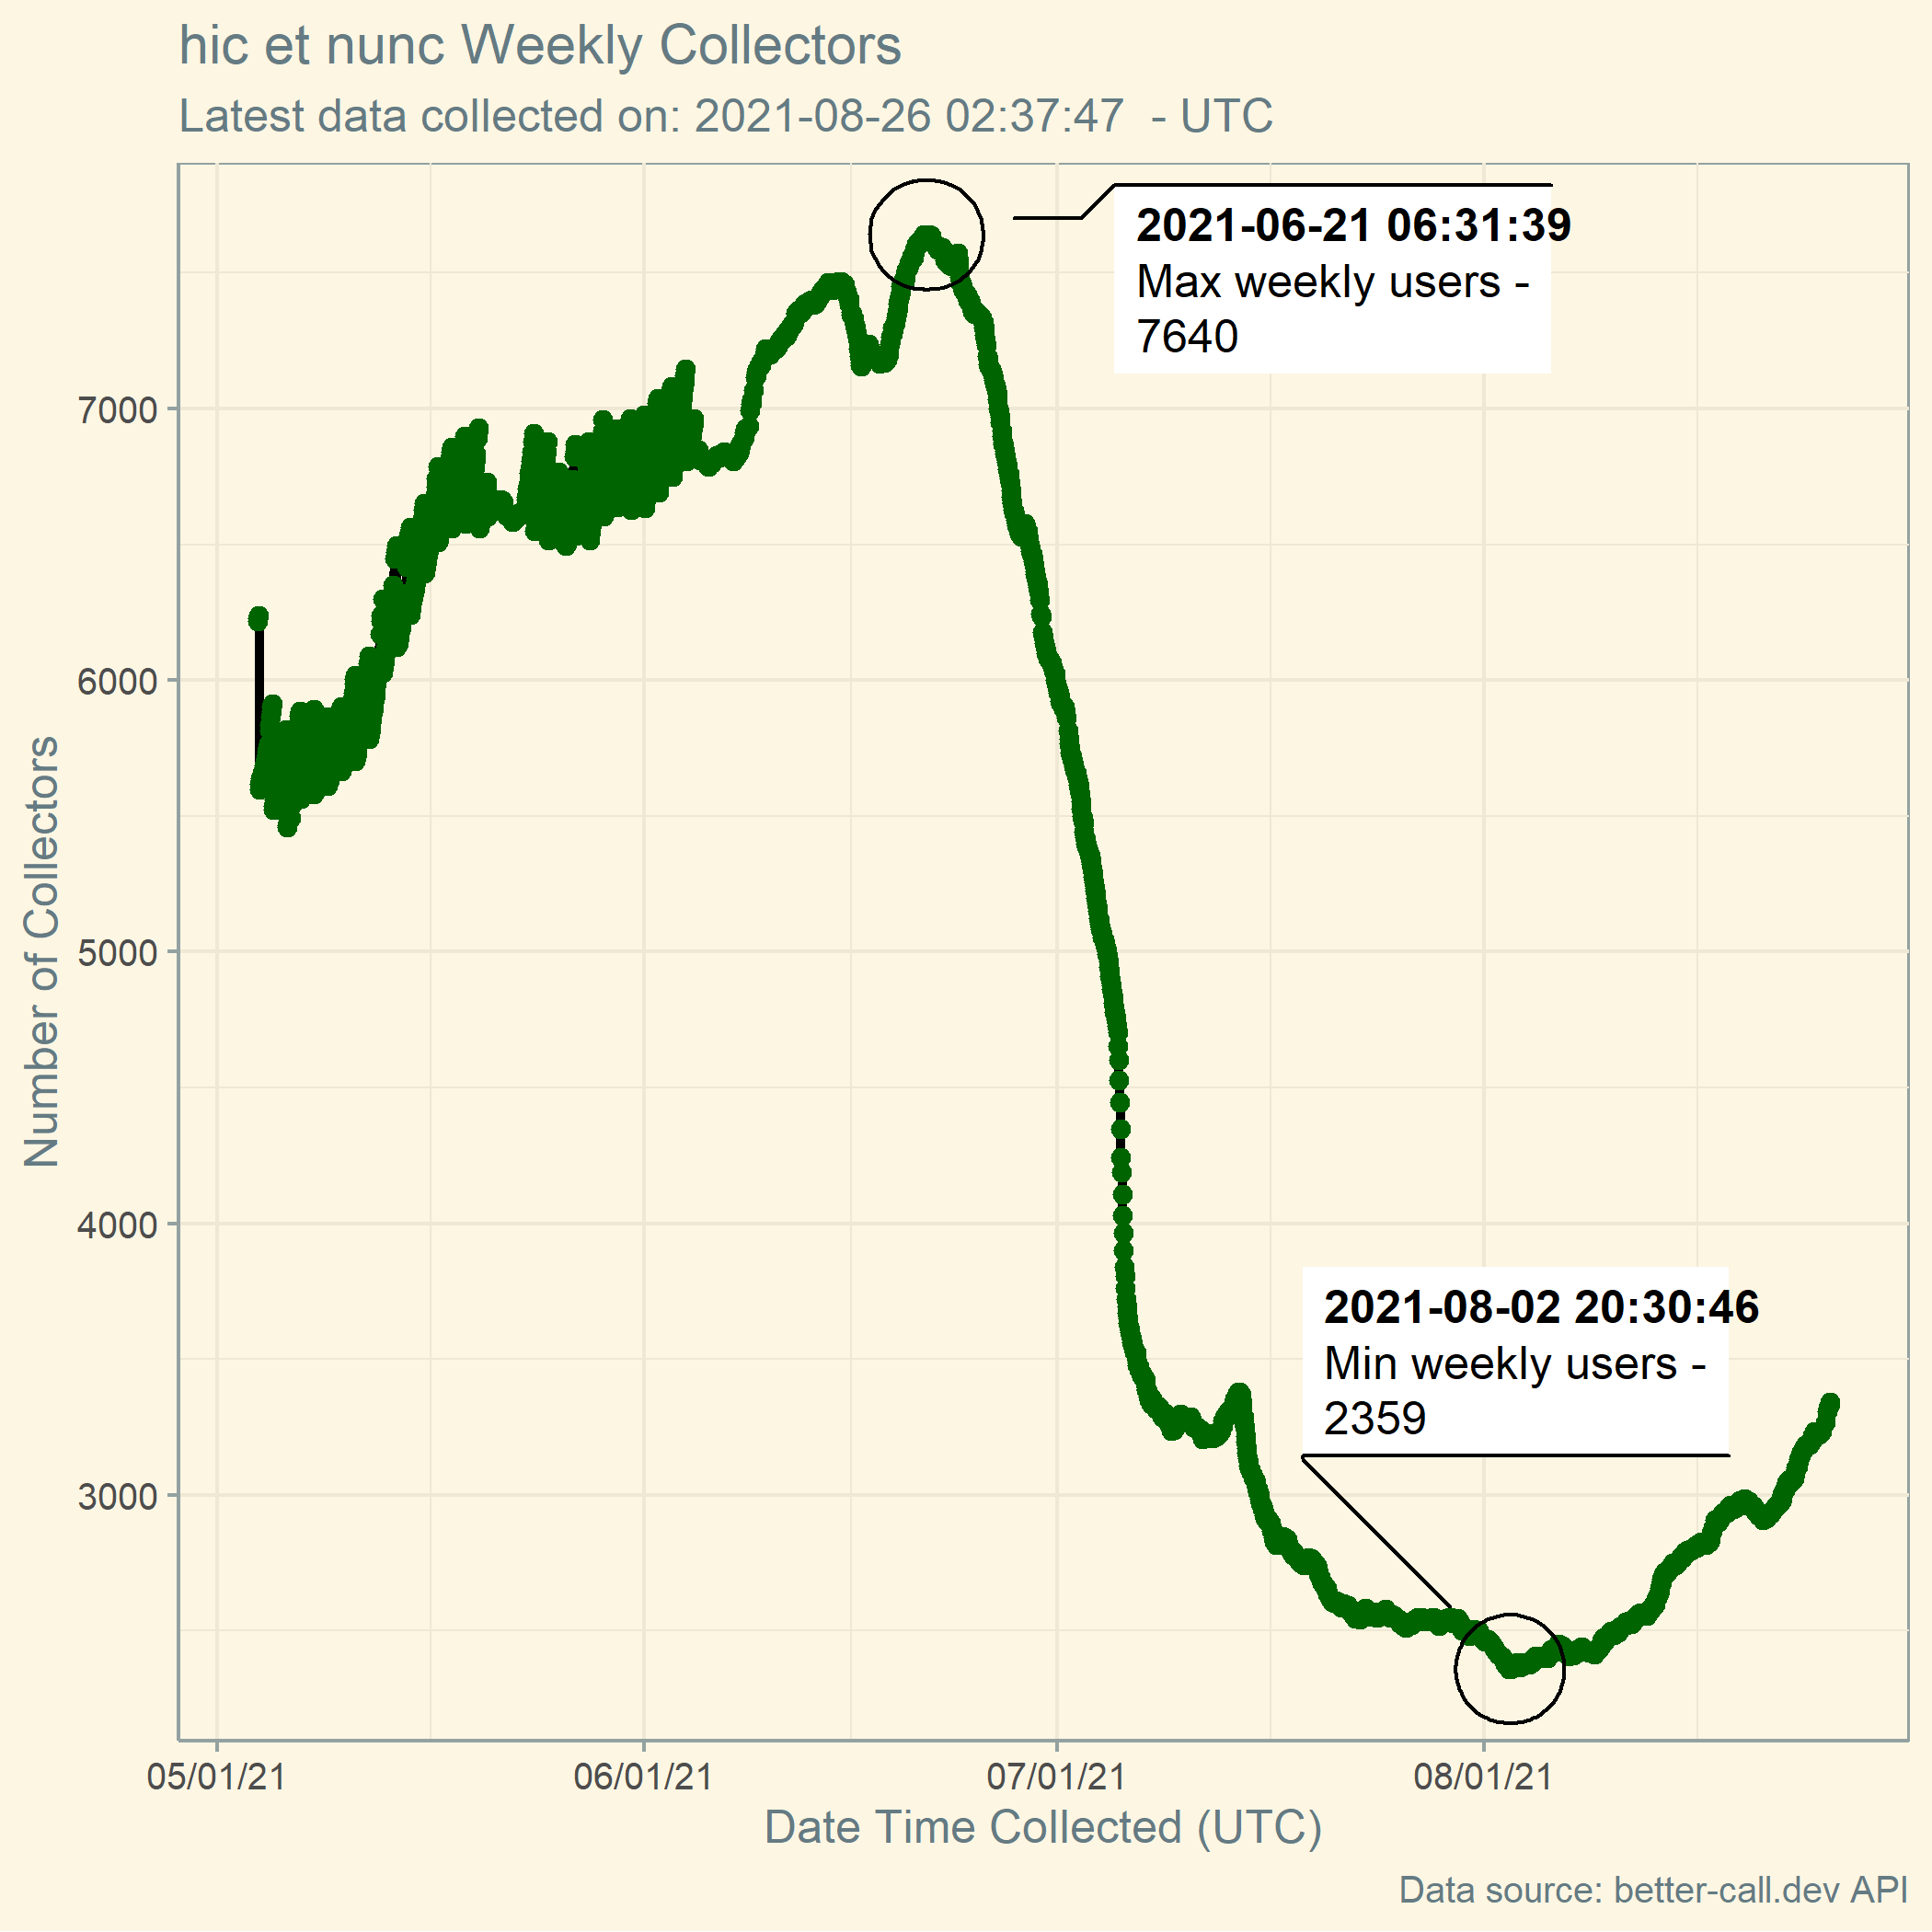 hic et nunc Weekly Collectors
Latest data collected on: 2021-08-26 02:37:47  - UTC
2021-06-21 06:31:39
Max weekly users -
7640
7000
6000
5000
4000
3000
Number of Collectors
2021-08-02 20:30:46
Min weekly users -
2359
05/01/21 06/01/21 07/01/21 08/01/21
Date Time Collected (UTC)
Data source: better-call.dev API